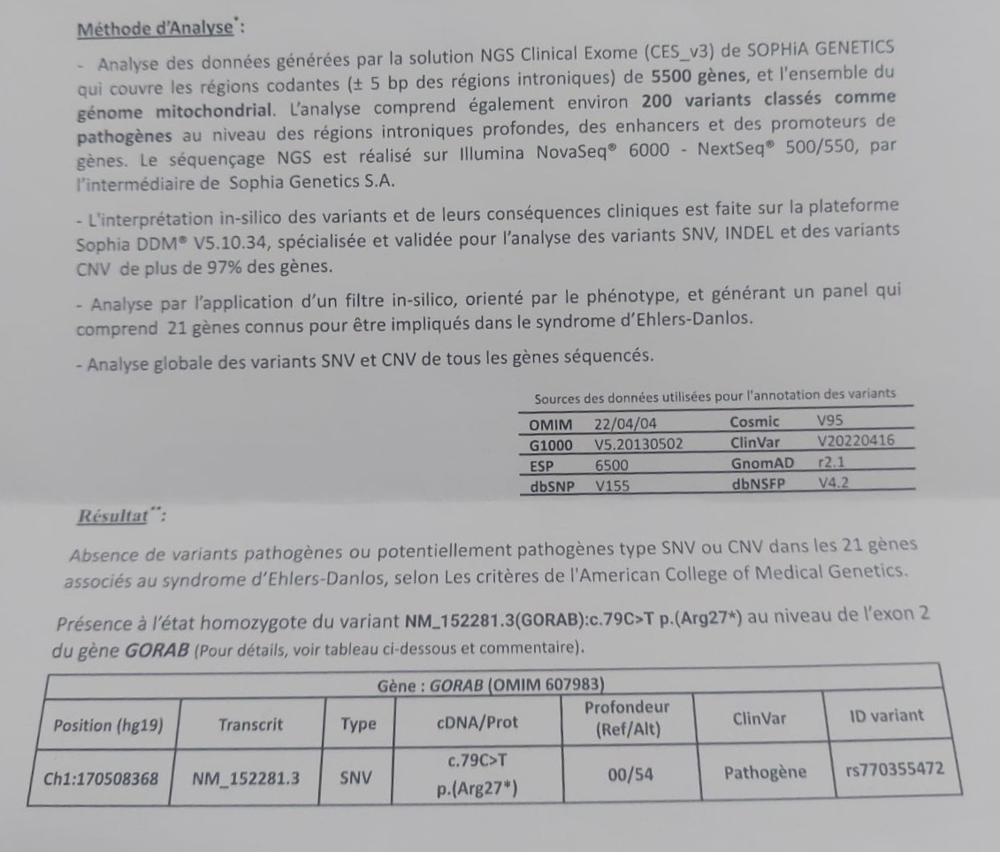 Méthode d'Analyse*:
- Analyse des données générées par la solution NGS Clinical Exome (CES_v3) de SOPHiA GENETICS
qui couvre les régions codantes (± 5 bp des régions introniques) de 5500 gènes, et l'ensemble du
génome mitochondrial. L'analyse comprend également environ 200 variants classés comme
pathogènes au niveau des régions introniques profondes, des enhancers et des promoteurs de
gènes. Le séquençage NGS est réalisé sur Illumina NovaSeq® 6000 - NextSeq® 500/550, par
l'intermédiaire de Sophia Genetics S.A.
- L'interprétation in-silico des variants et de leurs conséquences cliniques est faite sur la plateforme
Sophia DDM® V5.10.34, spécialisée et validée pour l'analyse des variants SNV, INDEL et des variants
CNV de plus de 97% des gènes.
- Analyse par l'application d'un filtre in-silico, orienté par le phénotype, et générant un panel qui
comprend 21 gènes connus pour être impliqués dans le syndrome d'Ehlers-Danlos.
- Analyse globale des variants SNV et CNV de tous les gènes séquencés.
Sources des données utilisées pour l'annotation des variants
OMIM 22/04/04 Cosmic V95
G1000 V5.20130502 ClinVar V20220416
ESP 6500 GnomAD r2.1
dbSNP V155 dbNSFP V4.2
Résultat**:
Absence de variants pathogènes ou potentiellement pathogènes type SNV ou CNV dans les 21 gènes
associés au syndrome d'Ehlers-Danlos, selon Les critères de l'American College of Medical Genetics.
Présence à l'état homozygote du variant NM_152281.3(GORAB):c.79C>T p.(Arg27*) au niveau de l'exon 2
du gène GORAB (Pour détails, voir tableau ci-dessous et commentaire).
Gène : GORAB (OMIM 607983)
Position (hg19) Transcrit Type cDNA/Prot Profondeur (Ref/Alt) ClinVar ID variant
Ch1:170508368 NM_152281.3 SNV c.79C>T p.(Arg27*) 00/54 Pathogène rs770355472